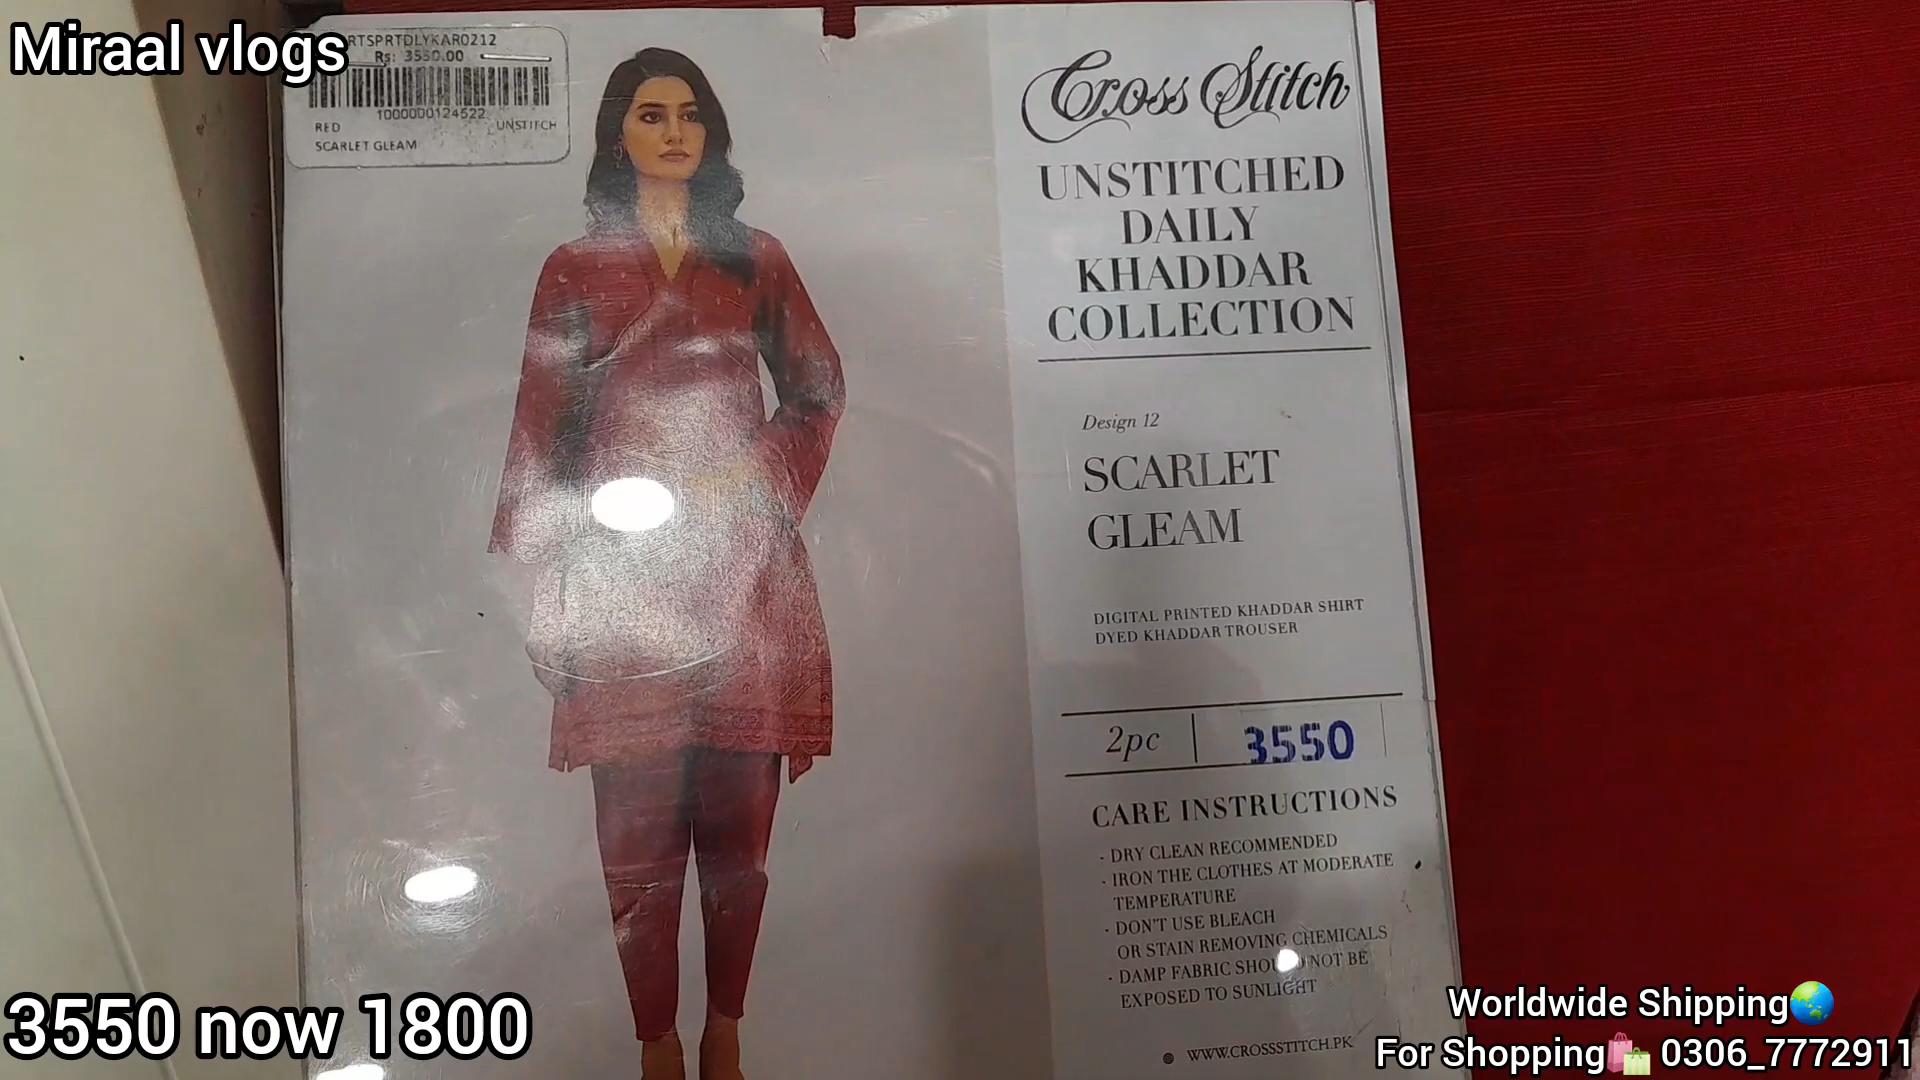 Miraal vlogs
RTSPRTDLYKAR0212
Rs: 3550.00
1000000124522
RED UNSTITCH
SCARLET GLEAM
Cross Stitch
UNSTITCHED
DAILY
KHADDAR
COLLECTION
Design 12
SCARLET
GLEAM
DIGITAL PRINTED KHADDAR SHIRT
DYED KHADDAR TROUSER
2pc 3550
CARE INSTRUCTIONS
- DRY CLEAN RECOMMENDED
- IRON THE CLOTHES AT MODERATE
TEMPERATURE
- DON'T USE BLEACH
OR STAIN REMOVING CHEMICALS
- DAMP FABRIC SHOULD NOT BE
EXPOSED TO SUNLIGHT
WWW.CROSSSTITCH.PK
3550 now 1800
Worldwide Shipping🌏
For Shopping🛍️ 0306_7772911